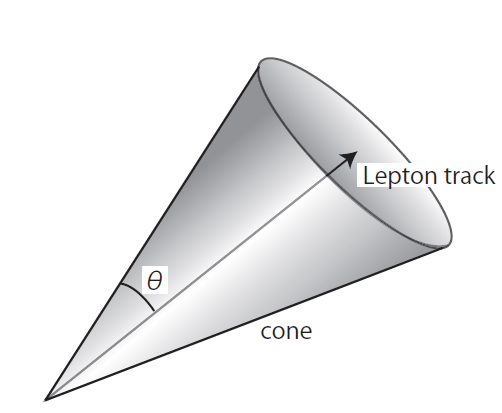 Lepton track
θ
cone